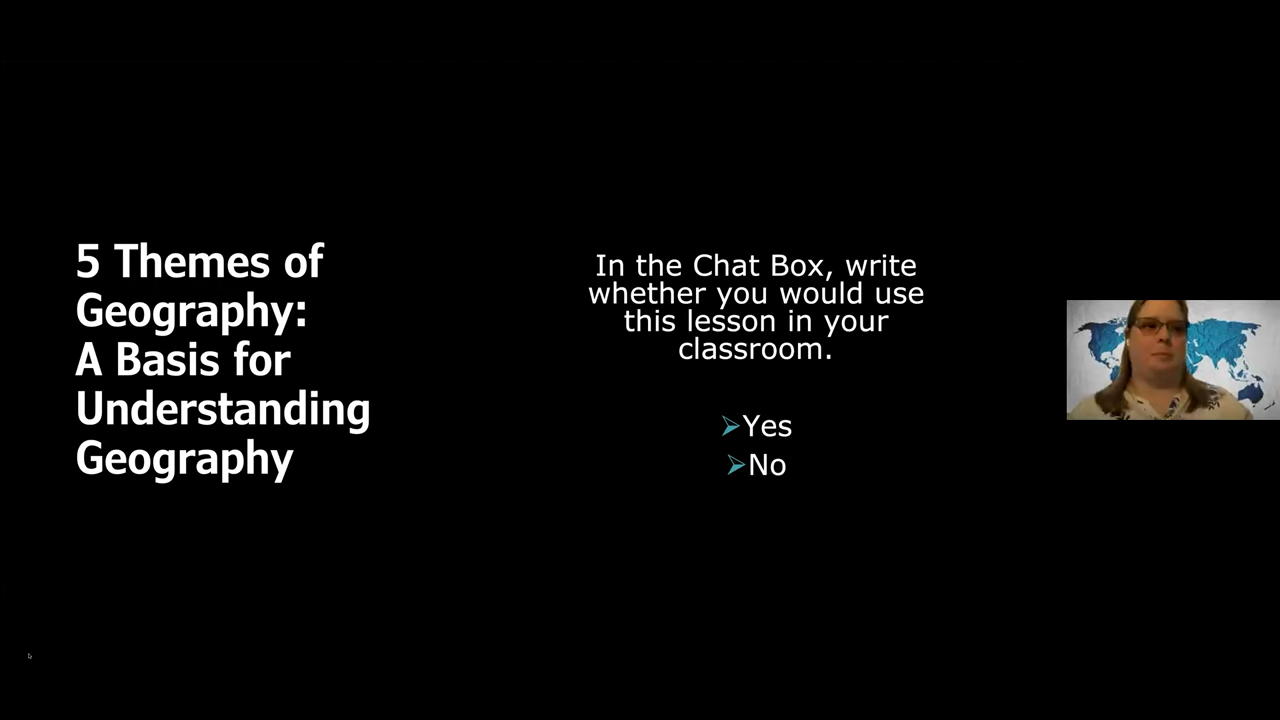 5 Themes of
Geography:
A Basis for
Understanding
Geography
In the Chat Box, write
whether you would use
this lesson in your
classroom.
Yes
No